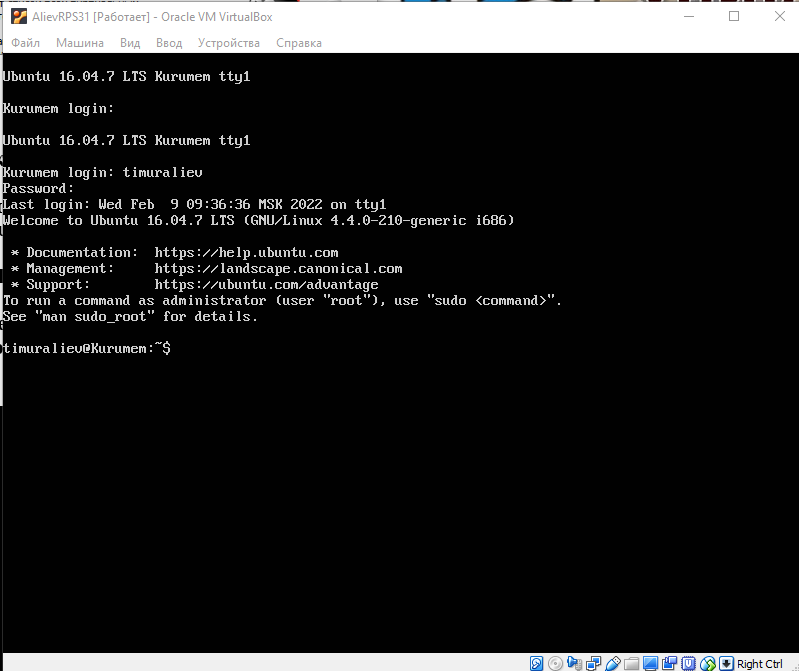 AlievRPS31 [Работает] - Oracle VM VirtualBox
Файл Машина Вид Ввод Устройства Справка
Ubuntu 16.04.7 LTS Kurumem tty1
Kurumem login:
Ubuntu 16.04.7 LTS Kurumem tty1
Kurumem login: timuraliev
Password:
Last login: Wed Feb  9 09:36:36 MSK 2022 on tty1
Welcome to Ubuntu 16.04.7 LTS (GNU/Linux 4.4.0-210-generic i686)
* Documentation:  https://help.ubuntu.com
* Management:     https://landscape.canonical.com
* Support:        https://ubuntu.com/advantage
To run a command as administrator (user "root"), use "sudo <command>".
See "man sudo_root" for details.
timuraliev@Kurumem:~$
Right Ctrl